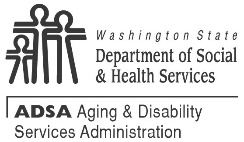 Washington State
Department of Social
& Health Services
ADSA Aging & Disability
Services Administration